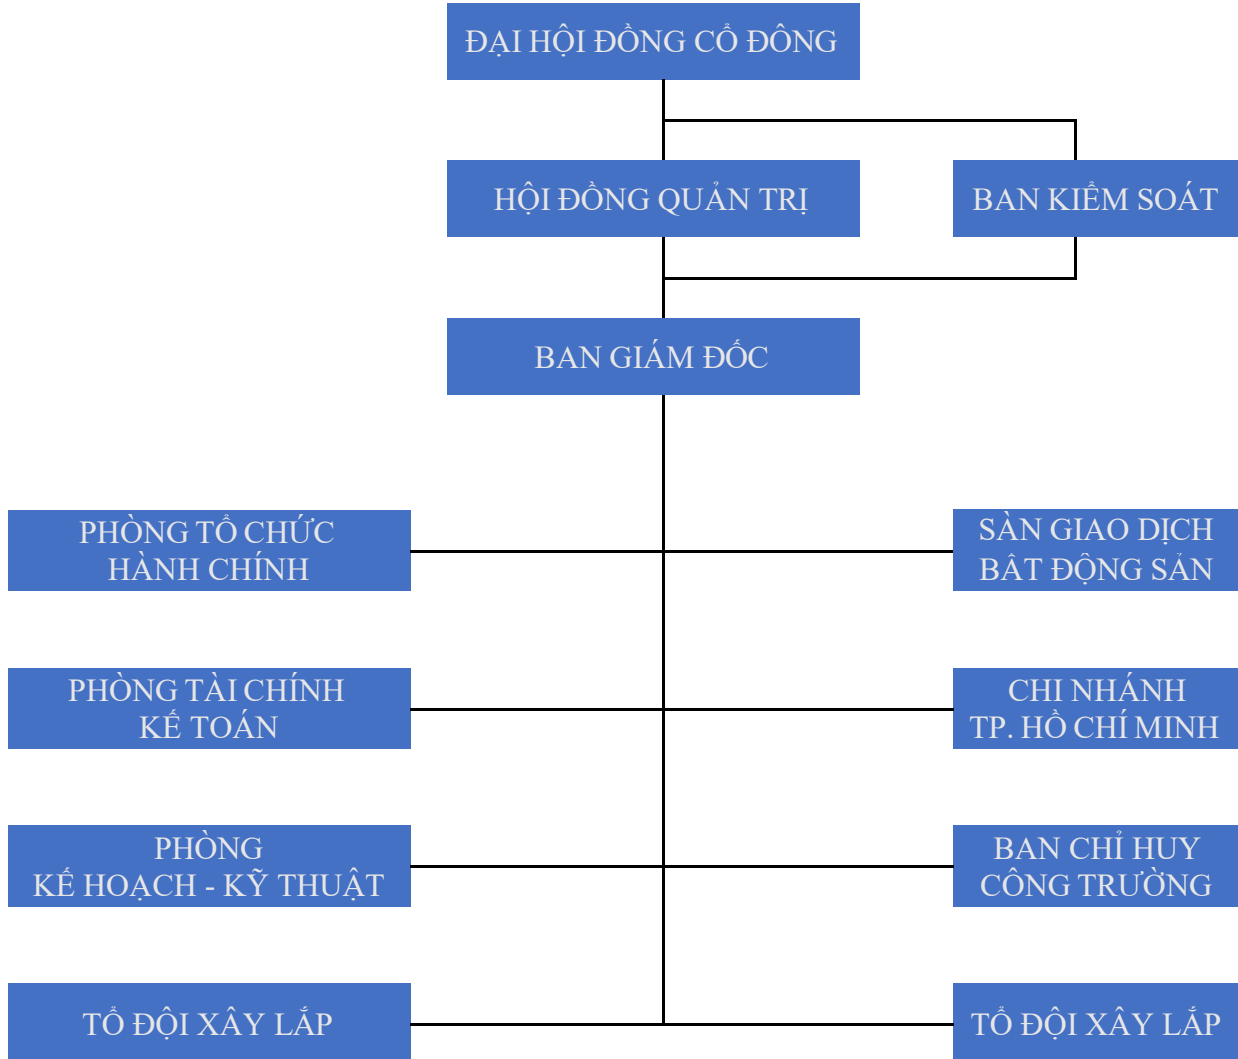 ĐẠI HỘI ĐỒNG CỔ ĐÔNG
HỘI ĐỒNG QUẢN TRỊ
BAN KIỂM SOÁT
BAN GIÁM ĐỐC
PHÒNG TỔ CHỨC
HÀNH CHÍNH
SÀN GIAO DỊCH
BẤT ĐỘNG SẢN
PHÒNG TÀI CHÍNH
KẾ TOÁN
CHI NHÁNH
TP. HỒ CHÍ MINH
PHÒNG
KẾ HOẠCH - KỸ THUẬT
BAN CHỈ HUY
CÔNG TRƯỜNG
TỔ ĐỘI XÂY LẮP
TỔ ĐỘI XÂY LẮP